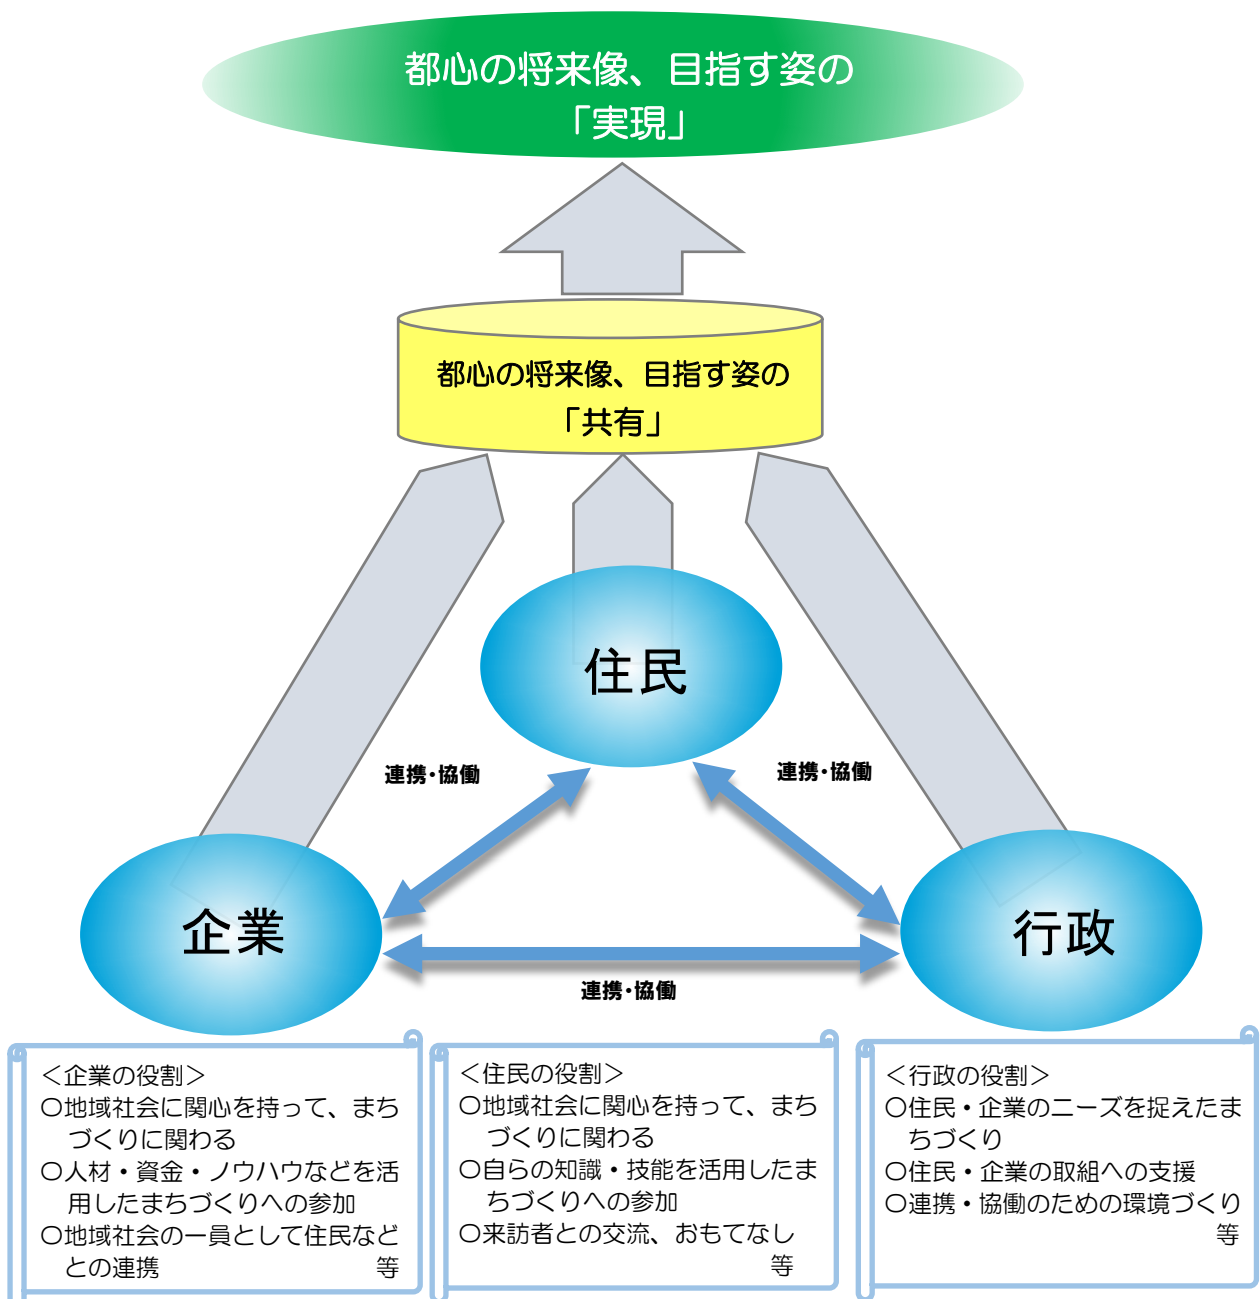 都心の将来像、目指す姿の
「実現」
都心の将来像、目指す姿の
「共有」
住民
連携・協働
連携・協働
企業
行政
連携・協働
＜企業の役割＞
〇地域社会に関心を持って、まち
づくりに関わる
〇人材・資金・ノウハウなどを活
用したまちづくりへの参加
〇地域社会の一員として住民など
との連携　等
＜住民の役割＞
〇地域社会に関心を持って、まち
づくりに関わる
〇自らの知識・技能を活用したま
ちづくりへの参加
〇来訪者との交流、おもてなし
等
＜行政の役割＞
〇住民・企業のニーズを捉えたま
ちづくり
〇住民・企業の取組への支援
〇連携・協働のための環境づくり
等